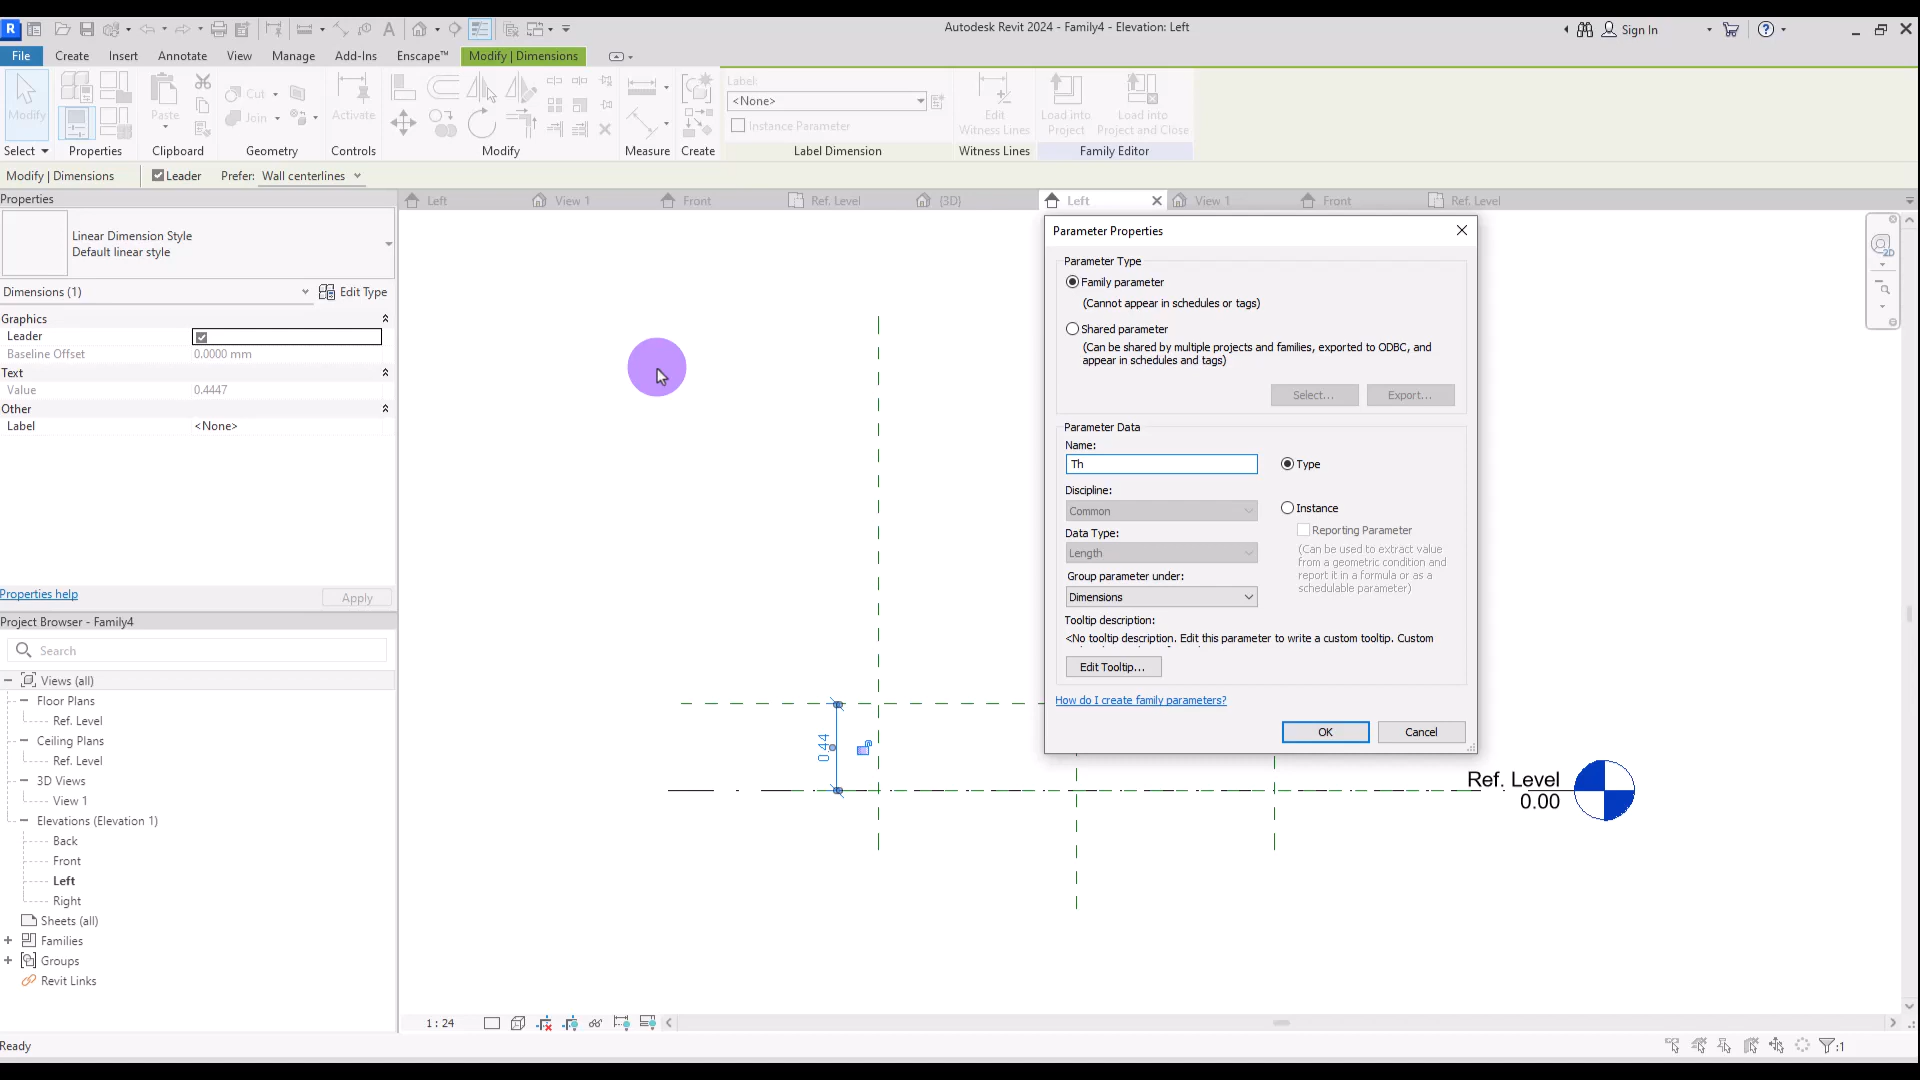 Autodesk Revit 2024 - Family4 - Elevation: Left
Sign In
File
Create
Insert
Annotate
View
Manage
Add-Ins
Enscape™
Modify | Dimensions
Modify
Paste
Cut
Join
Activate
Label:
<None>
Instance Parameter
Edit
Witness Lines
Load into
Project
Load into
Project and Close
Select
Properties
Clipboard
Geometry
Controls
Modify
Measure
Create
Label Dimension
Witness Lines
Family Editor
Modify | Dimensions
Leader
Prefer:
Wall centerlines
Properties
Left
View 1
Front
Ref. Level
{3D}
Left
View 1
Front
Ref. Level
Linear Dimension Style
Default linear style
Dimensions (1)
Edit Type
Graphics
Leader
Baseline Offset
0.0000 mm
Text
Value
0.4447
Other
Label
<None>
Properties help
Apply
Project Browser - Family4
Search
Views (all)
Floor Plans
Ref. Level
Ceiling Plans
Ref. Level
3D Views
View 1
Elevations (Elevation 1)
Back
Front
Left
Right
Sheets (all)
Families
Groups
Revit Links
Parameter Properties
Parameter Type
Family parameter
(Cannot appear in schedules or tags)
Shared parameter
(Can be shared by multiple projects and families, exported to ODBC, and
appear in schedules and tags)
Select...
Export...
Parameter Data
Name:
Th
Type
Discipline:
Common
Instance
Reporting Parameter
Data Type:
Length
(Can be used to extract value
from a geometric condition and
report it in a formula or as a
schedulable parameter)
Group parameter under:
Dimensions
Tooltip description:
<No tooltip description. Edit this parameter to write a custom tooltip. Custom
Edit Tooltip...
How do I create family parameters?
OK
Cancel
0.44
Ref. Level
0.00
2D
1 : 24
Ready
:1